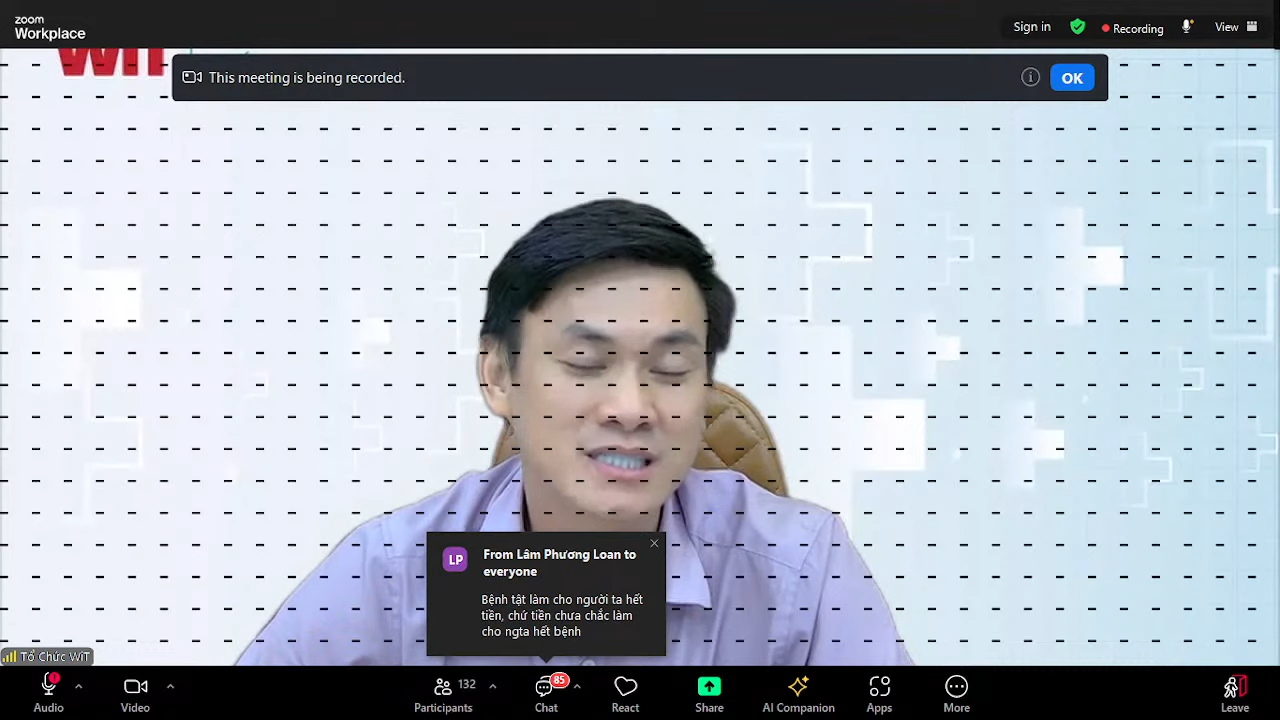 zoom
Workplace
Sign in
Recording
View
WiT
This meeting is being recorded.
OK
LP
From Lâm Phương Loan to
everyone
Bệnh tật làm cho người ta hết
tiền, chứ tiền chưa chắc làm
cho ngta hết bệnh
Tổ Chức WiT
Audio
Video
132
Participants
85
Chat
React
Share
AI Companion
Apps
More
Leave